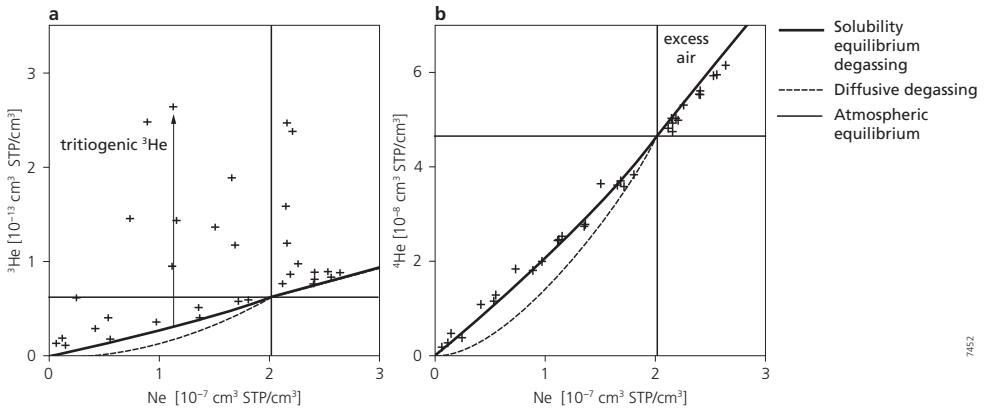 a
3
2
1
0
0
1
2
3
³He [10⁻¹³ cm³ STP/cm³]
Ne [10⁻⁷ cm³ STP/cm³]
tritiogenic ³He
b
6
4
2
0
0
1
2
3
⁴He [10⁻⁸ cm³ STP/cm³]
Ne [10⁻⁷ cm³ STP/cm³]
excess
air
Solubility
equilibrium
degassing
Diffusive degassing
Atmospheric
equilibrium
7452